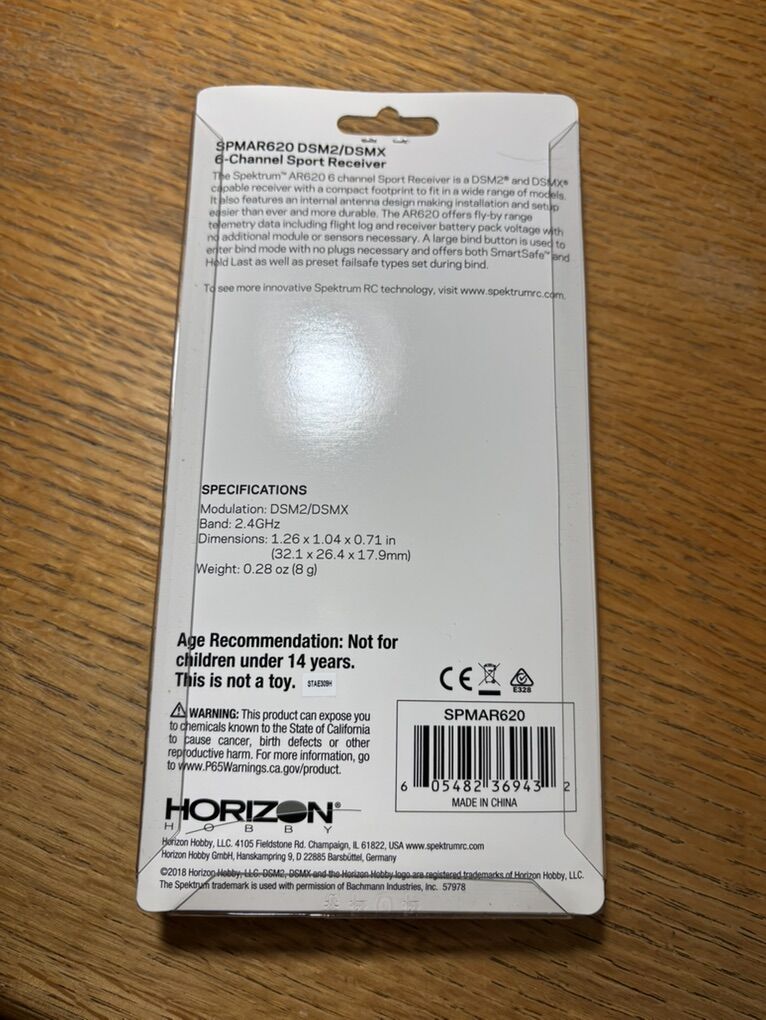 SPMAR620 DSM2/DSMX
6-Channel Sport Receiver
The Spektrum™ AR620 6 channel Sport Receiver is a DSM2® and DSMX®
capable receiver with a compact footprint to fit in a wide range of models.
It also features an internal antenna design making installation and setup
easier than ever and more durable. The AR620 offers fly-by range
telemetry data including flight log and receiver battery pack voltage with
no additional module or sensors necessary. A large bind button is used to
enter bind mode with no plugs necessary and offers both SmartSafe™ and
Hold Last as well as preset failsafe types set during bind.
To see more innovative Spektrum RC technology, visit www.spektrumrc.com.
SPECIFICATIONS
Modulation: DSM2/DSMX
Band: 2.4GHz
Dimensions: 1.26 x 1.04 x 0.71 in
(32.1 x 26.4 x 17.9mm)
Weight: 0.28 oz (8 g)
Age Recommendation: Not for
children under 14 years.
This is not a toy. STAE309H
CE E328
WARNING: This product can expose you
to chemicals known to the State of California
to cause cancer, birth defects or other
reproductive harm. For more information, go
to www.P65Warnings.ca.gov/product.
SPMAR620
6 05482 36943 2
MADE IN CHINA
HORIZON®
HOBBY
Horizon Hobby, LLC. 4105 Fieldstone Rd. Champaign, IL 61822, USA www.spektrumrc.com
Horizon Hobby GmbH, Hanskampring 9, D 22885 Barsbüttel, Germany
©2018 Horizon Hobby, LLC. DSM2, DSMX and the Horizon Hobby logo are registered trademarks of Horizon Hobby, LLC.
The Spektrum trademark is used with permission of Bachmann Industries, Inc. 57978